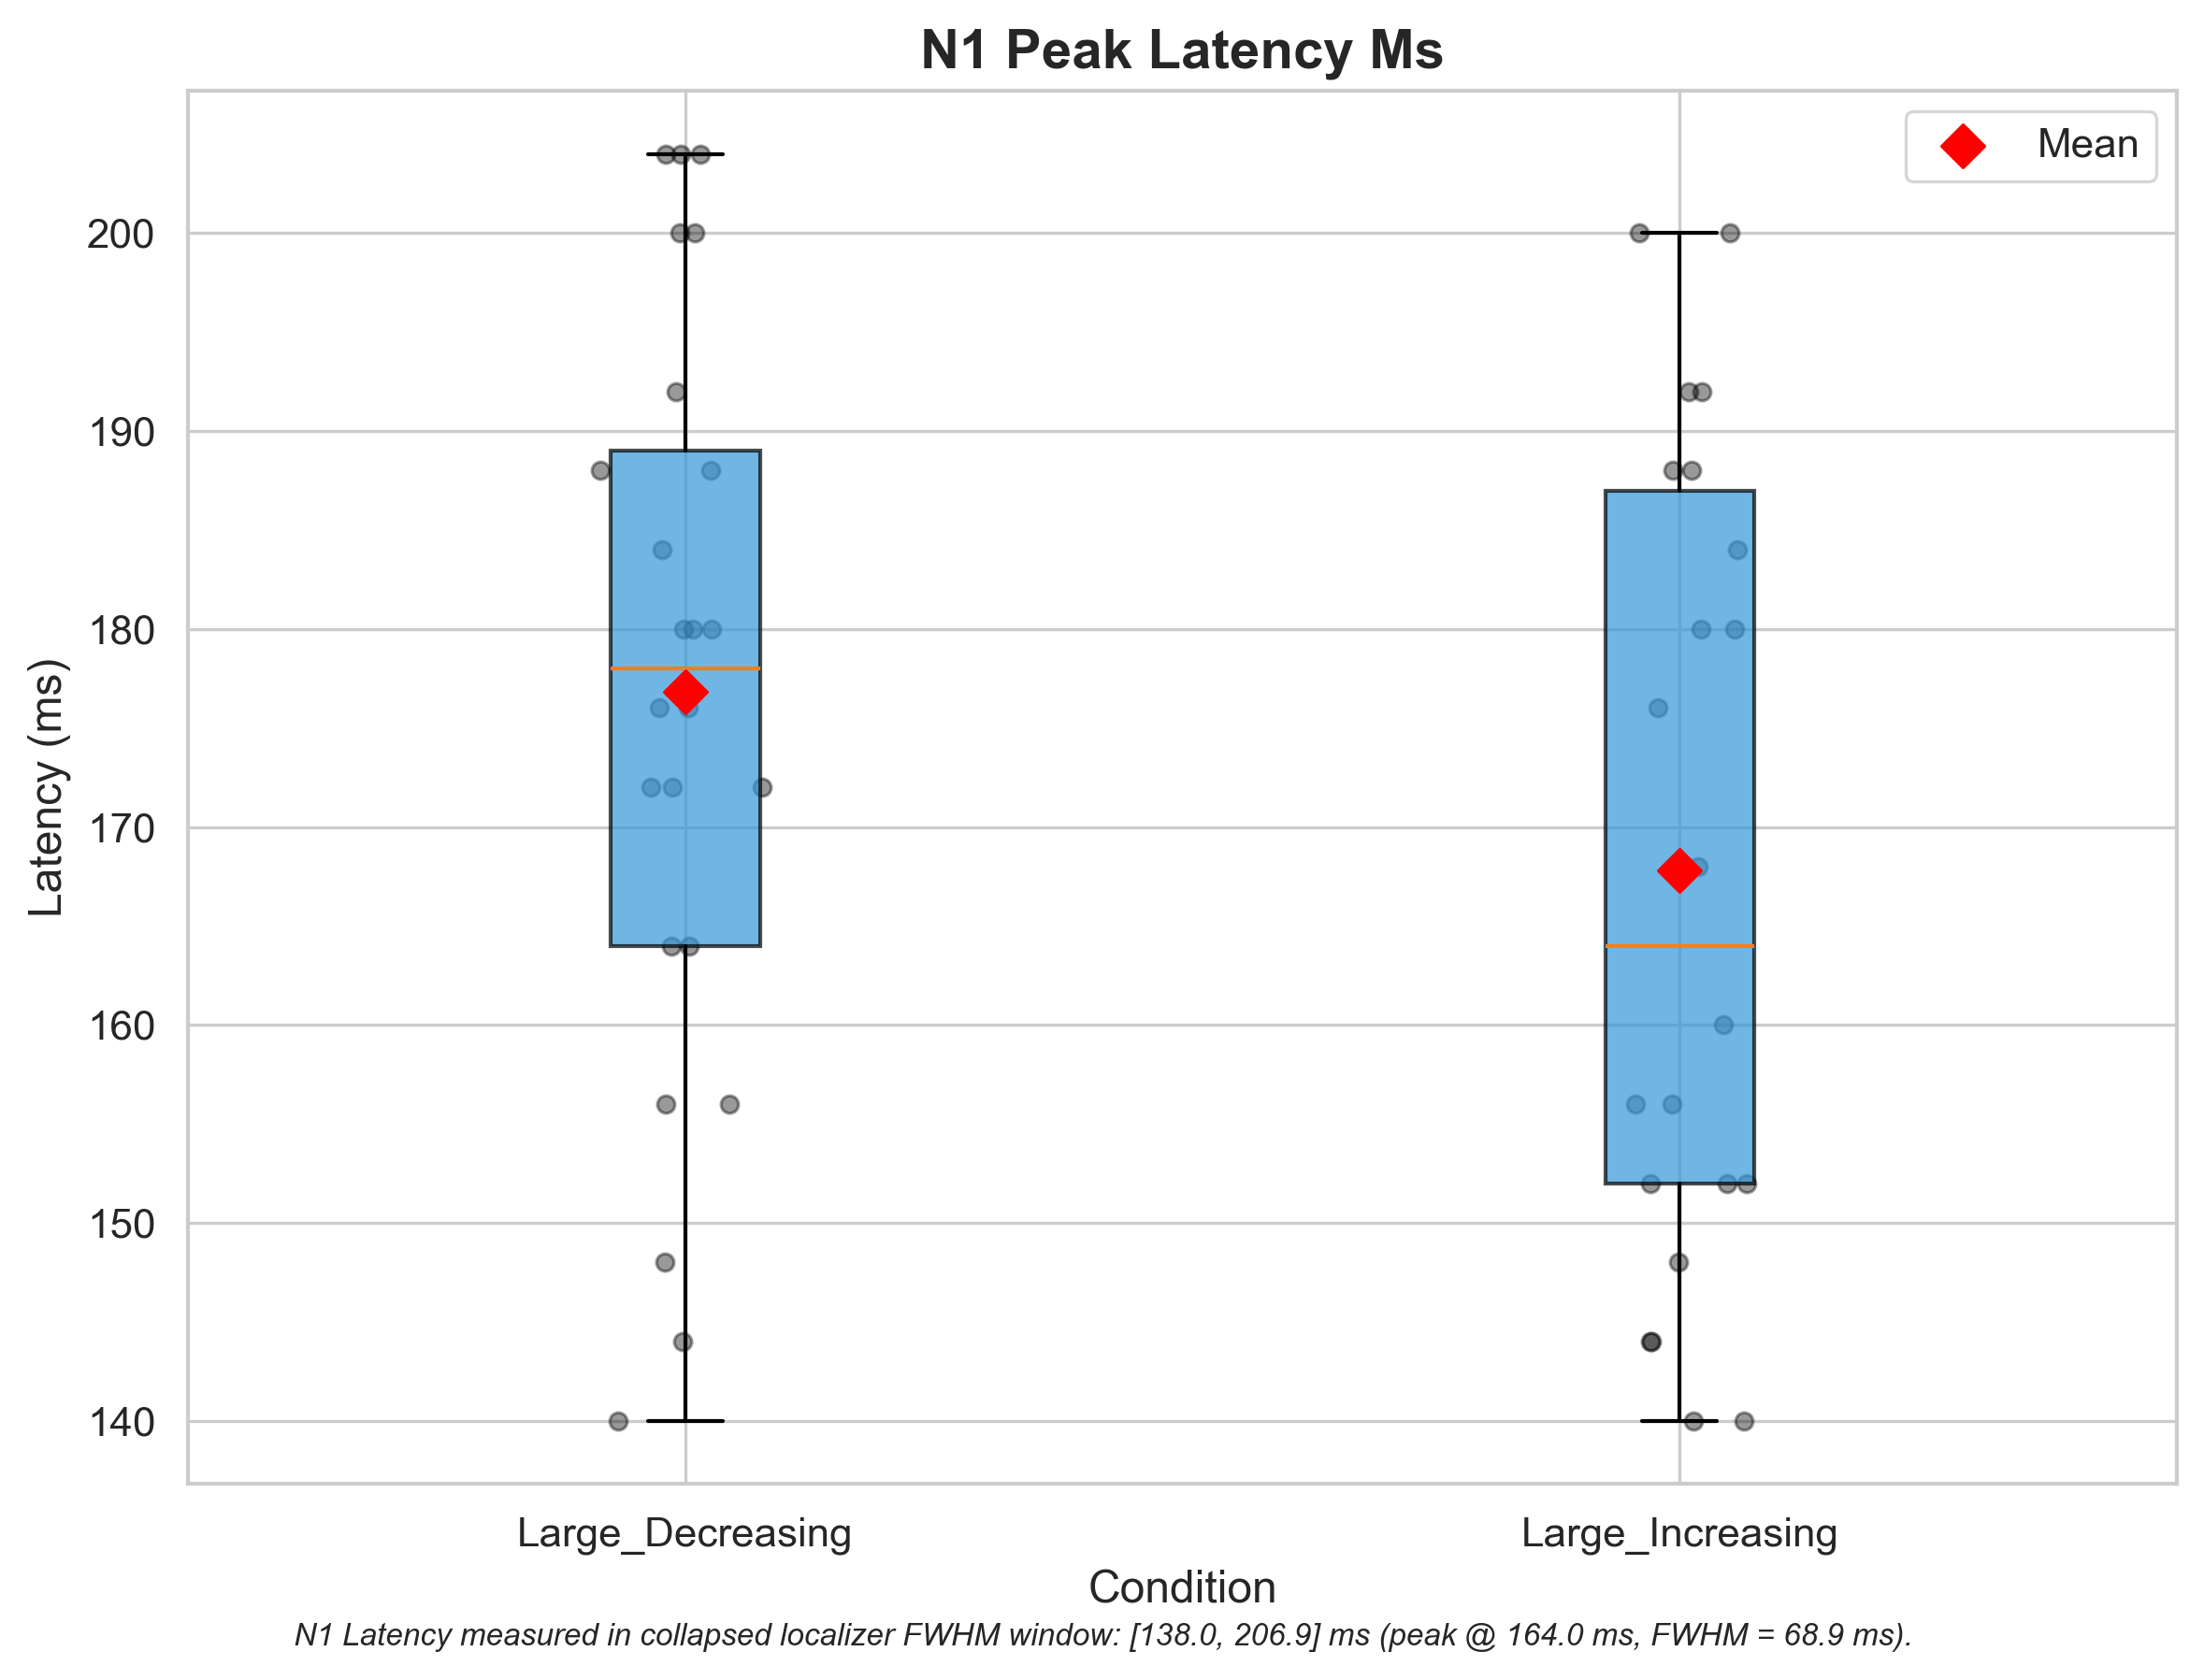 N1 Peak Latency Ms
Mean
200
190
180
170
160
150
140
Latency (ms)
Large_Decreasing
Large_Increasing
Condition
N1 Latency measured in collapsed localizer FWHM window: [138.0, 206.9] ms (peak @ 164.0 ms, FWHM = 68.9 ms).